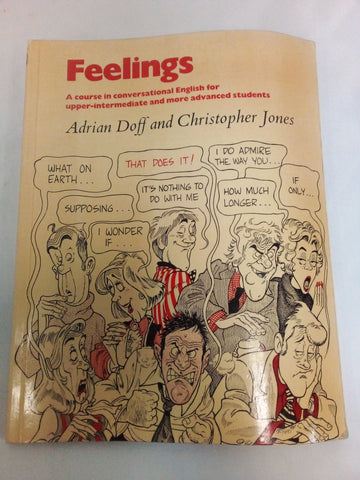 Feelings
A course in conversational English for
upper-intermediate and more advanced students
Adrian Doff and Christopher Jones
WHAT ON
EARTH...
THAT DOES IT!
I DO ADMIRE
THE WAY YOU...
SUPPOSING...
IT'S NOTHING TO
DO WITH ME
HOW MUCH
LONGER...
IF
ONLY...
I WONDER
IF...